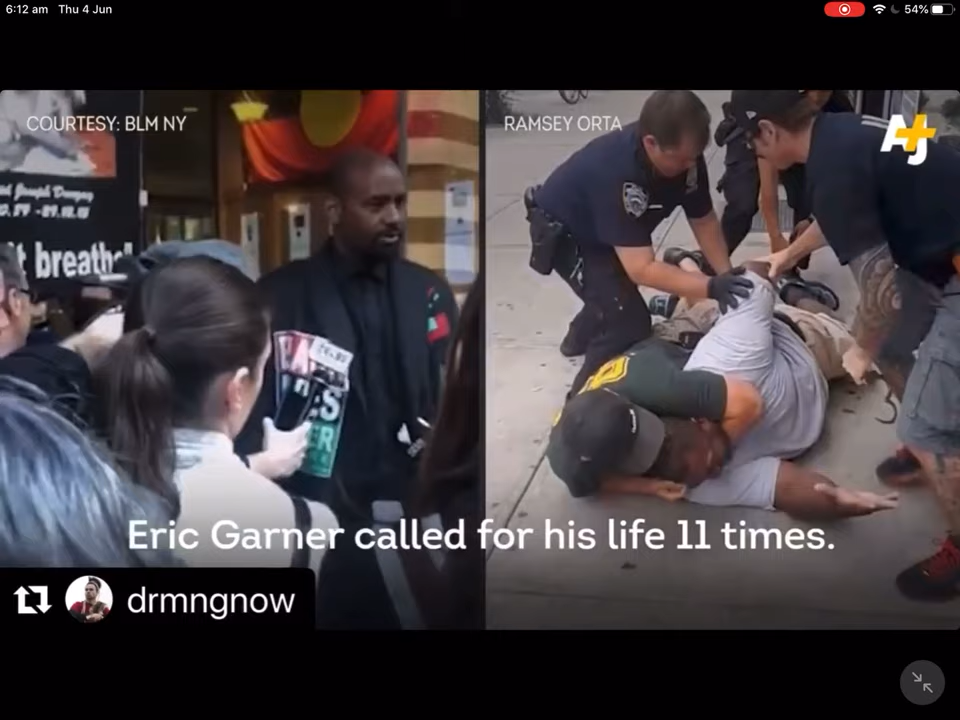 6:12 am Thu 4 Jun
54%
COURTESY: BLM NY
RAMSEY ORTA
AJ+
t breathe!
Eric Garner called for his life 11 times.
drmngnow